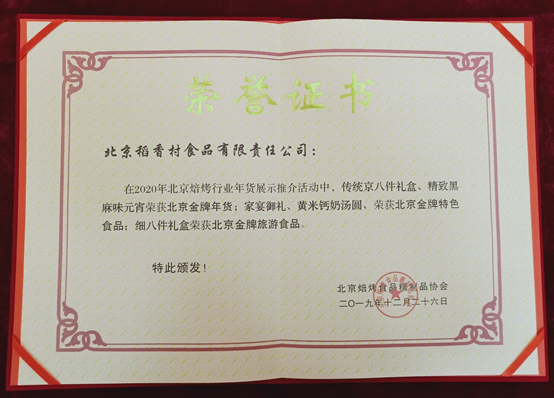 荣誉证书
北京稻香村食品有限責任公司：
在2020年北京焙烤行业年货展示推介活动中，传统京八件礼盒、精致黑
麻味元宵荣获北京金牌年货；家宴御礼、黄米钙奶汤圆、荣获北京金牌特色
食品；细八件礼盒荣获北京金牌旅游食品。
特此颁发！
北京焙烤食品糖制品协会
二〇一九年十二月二十六日